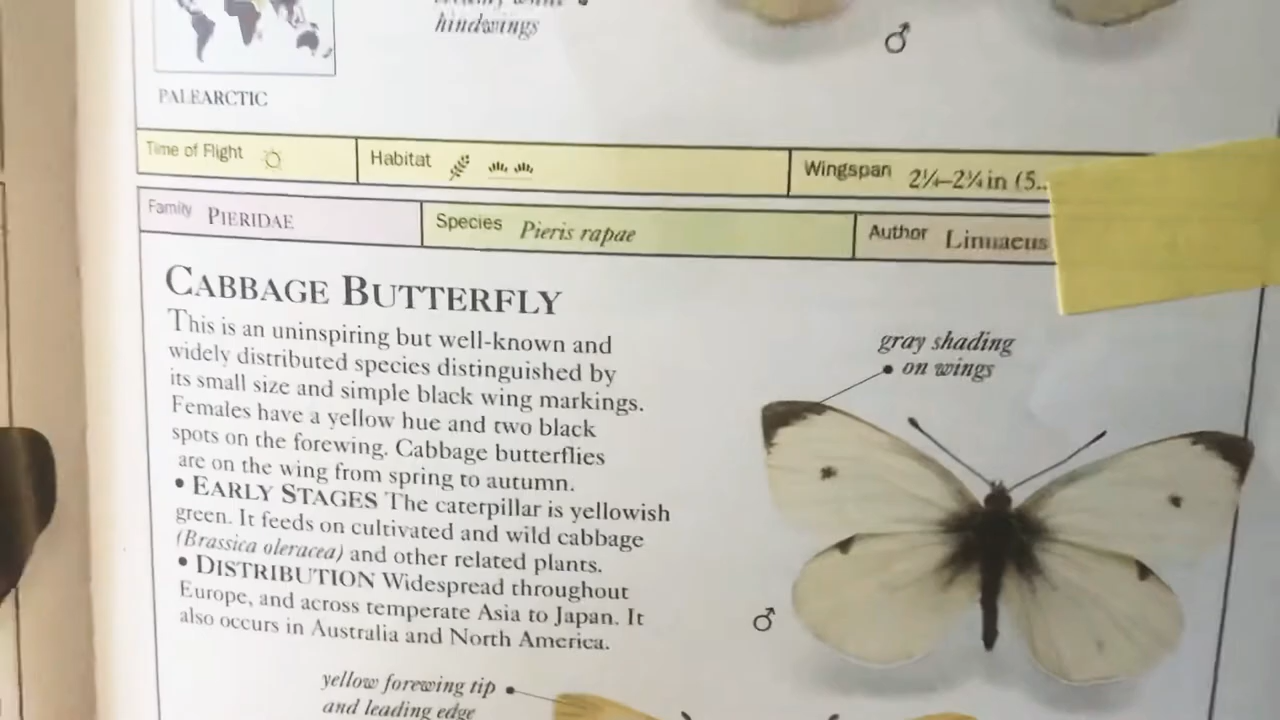 hindwings
♂
PALEARCTIC
Time of Flight
Habitat
Wingspan 2¼–2¾ in (5..
Family PIERIDAE
Species Pieris rapae
Author Linnaeus
CABBAGE BUTTERFLY
This is an uninspiring but well-known and
widely distributed species distinguished by
its small size and simple black wing markings.
Females have a yellow hue and two black
spots on the forewing. Cabbage butterflies
are on the wing from spring to autumn.
• EARLY STAGES The caterpillar is yellowish
green. It feeds on cultivated and wild cabbage
(Brassica oleracea) and other related plants.
• DISTRIBUTION Widespread throughout
Europe, and across temperate Asia to Japan. It
also occurs in Australia and North America.
gray shading
on wings
♂
yellow forewing tip
and leading edge